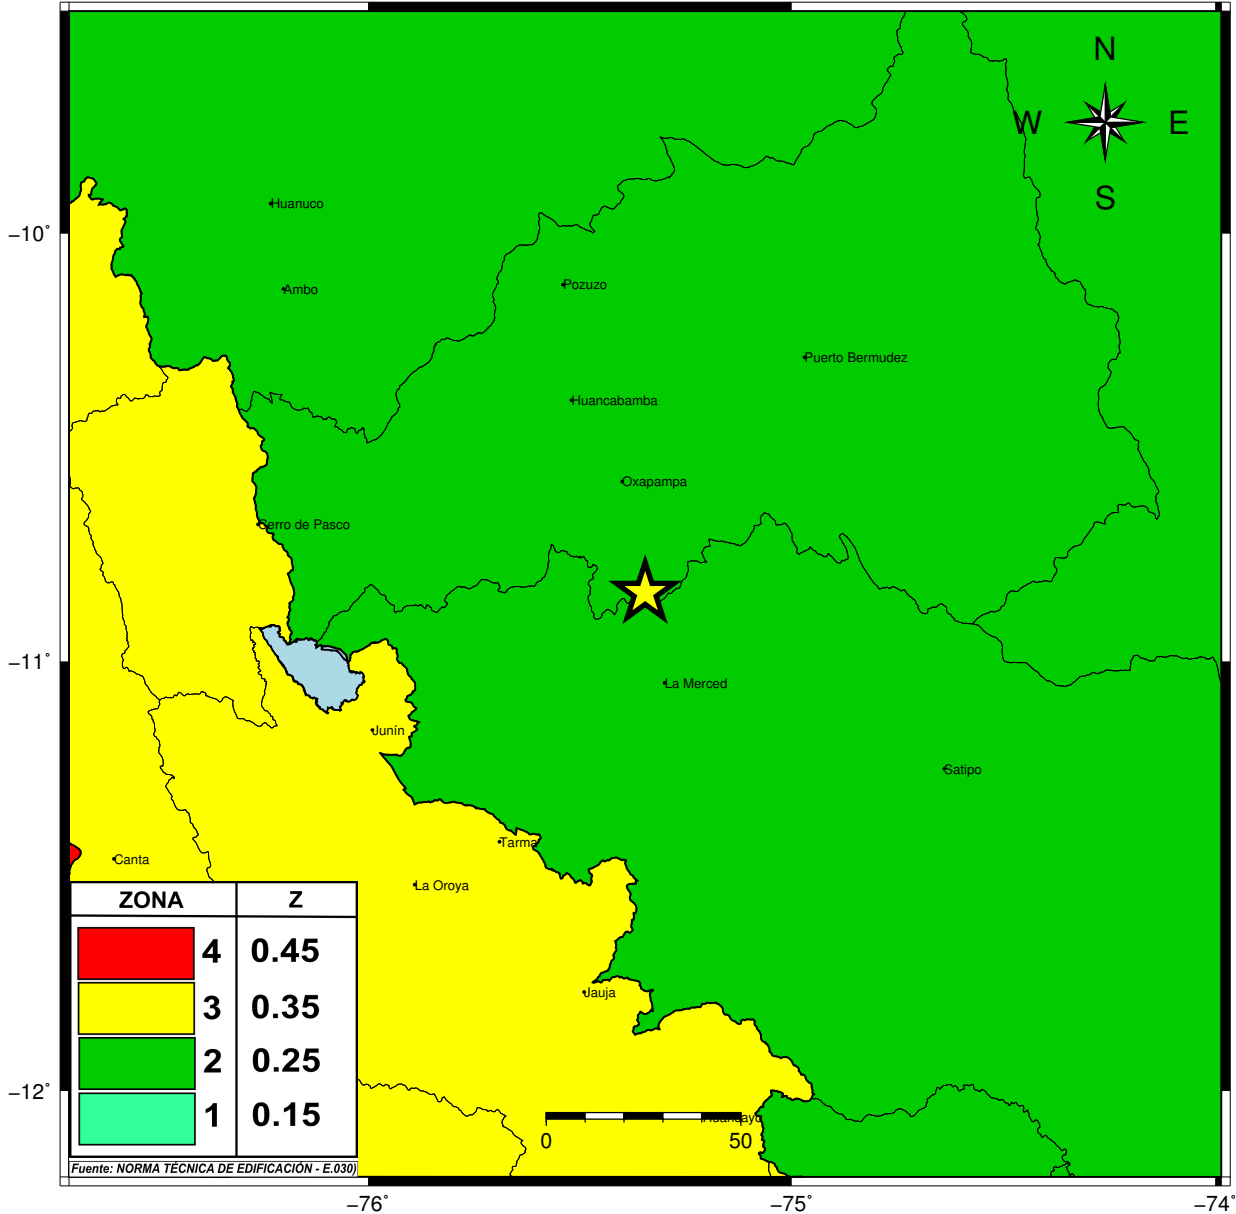 N
W E
S
Huanuco
−10˚
Ambo
Pozuzo
Puerto Bermudez
Huancabamba
Oxapampa
Cerro de Pasco
−11˚
La Merced
Junín
Satipo
Tarma
Canta
La Oroya
Jauja
−12˚
Huancayo
0 50
ZONA Z
4 0.45
3 0.35
2 0.25
1 0.15
Fuente: NORMA TÉCNICA DE EDIFICACIÓN - E.030)
−76˚ −75˚ −74˚